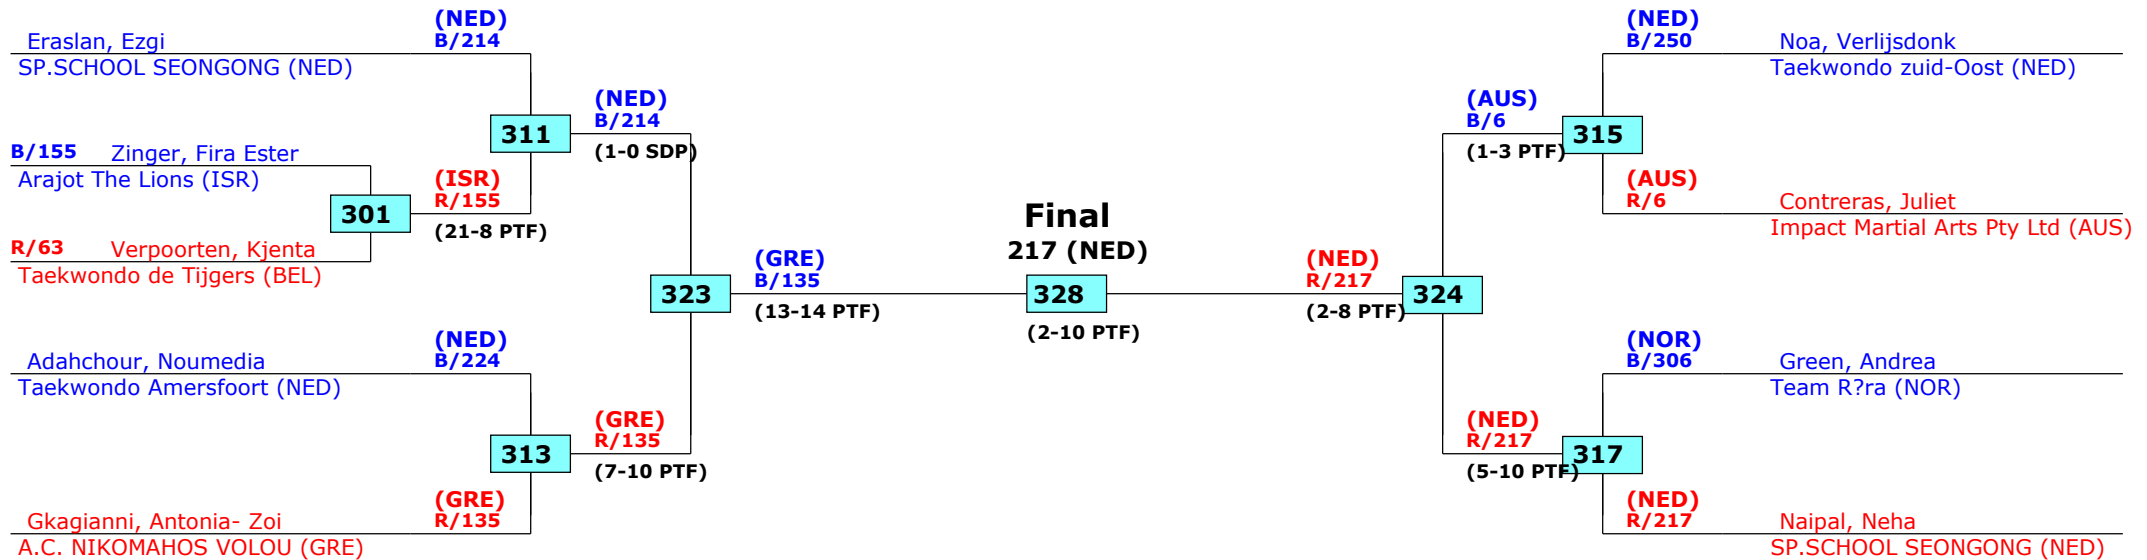 (NED)
B/214
Eraslan, Ezgi
SP.SCHOOL SEONGONG (NED)
B/155 Zinger, Fira Ester
Arajot The Lions (ISR)
301
R/63 Verpoorten, Kjenta
Taekwondo de Tijgers (BEL)
(ISR)
R/155
(21-8 PTF)
311
(NED)
B/214
(1-0 SDP)
(NED)
B/224
Adahchour, Noumedia
Taekwondo Amersfoort (NED)
313
(GRE)
R/135
(7-10 PTF)
(GRE)
R/135
Gkagianni, Antonia- Zoi
A.C. NIKOMAHOS VOLOU (GRE)
323
(GRE)
B/135
(13-14 PTF)
Final
217 (NED)
328
(2-10 PTF)
(NED)
R/217
(2-8 PTF)
324
(AUS)
B/6
(1-3 PTF)
315
(NED)
B/250
Noa, Verlijsdonk
Taekwondo zuid-Oost (NED)
(AUS)
R/6
Contreras, Juliet
Impact Martial Arts Pty Ltd (AUS)
(NED)
R/217
(5-10 PTF)
317
(NOR)
B/306
Green, Andrea
Team R?ra (NOR)
(NED)
R/217
Naipal, Neha
SP.SCHOOL SEONGONG (NED)